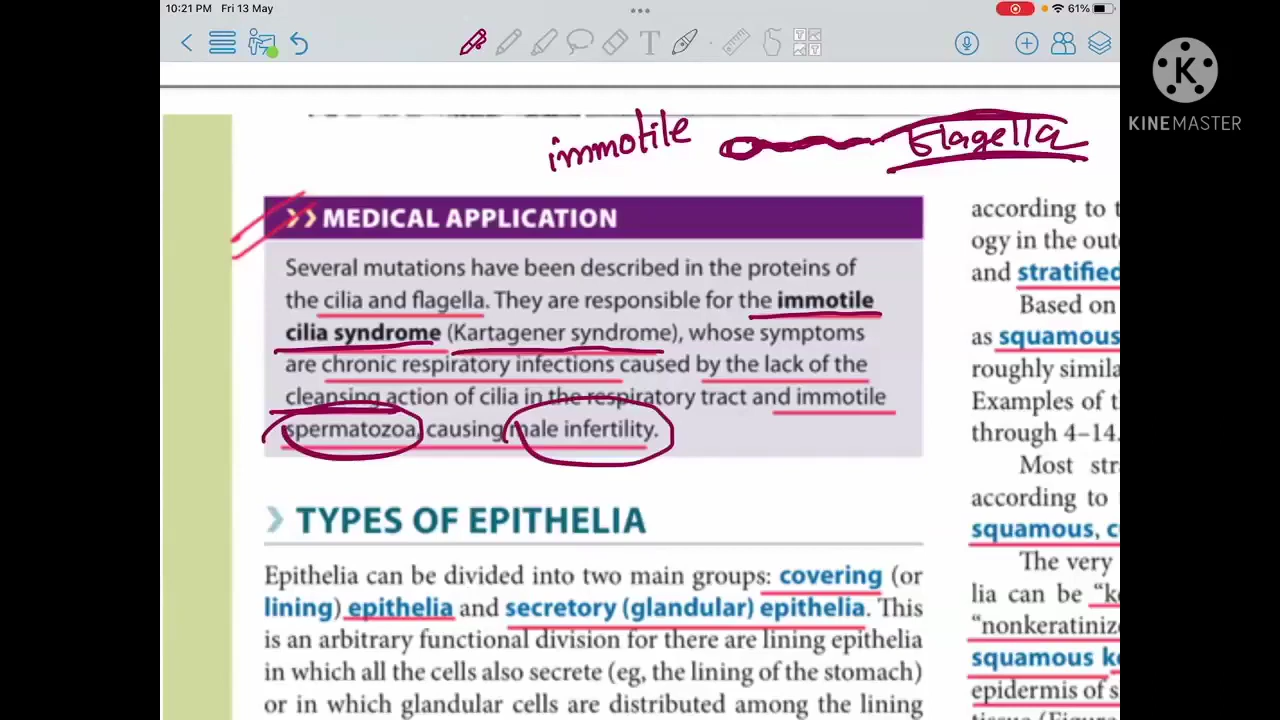 10:21 PM Fri 13 May
61%
K
KINEMASTER
immotile flagella
MEDICAL APPLICATION
Several mutations have been described in the proteins of
the cilia and flagella. They are responsible for the immotile
cilia syndrome (Kartagener syndrome), whose symptoms
are chronic respiratory infections caused by the lack of the
cleansing action of cilia in the respiratory tract and immotile
spermatozoa, causing male infertility.
TYPES OF EPITHELIA
Epithelia can be divided into two main groups: covering (or
lining) epithelia and secretory (glandular) epithelia. This
is an arbitrary functional division for there are lining epithelia
in which all the cells also secrete (eg, the lining of the stomach)
or in which glandular cells are distributed among the lining
according to t
ogy in the oute
and stratified
Based on
as squamous
roughly simila
Examples of t
through 4–14.
Most stra
according to
squamous, c
The very
lia can be “k
“nonkeratinize
squamous ke
epidermis of s